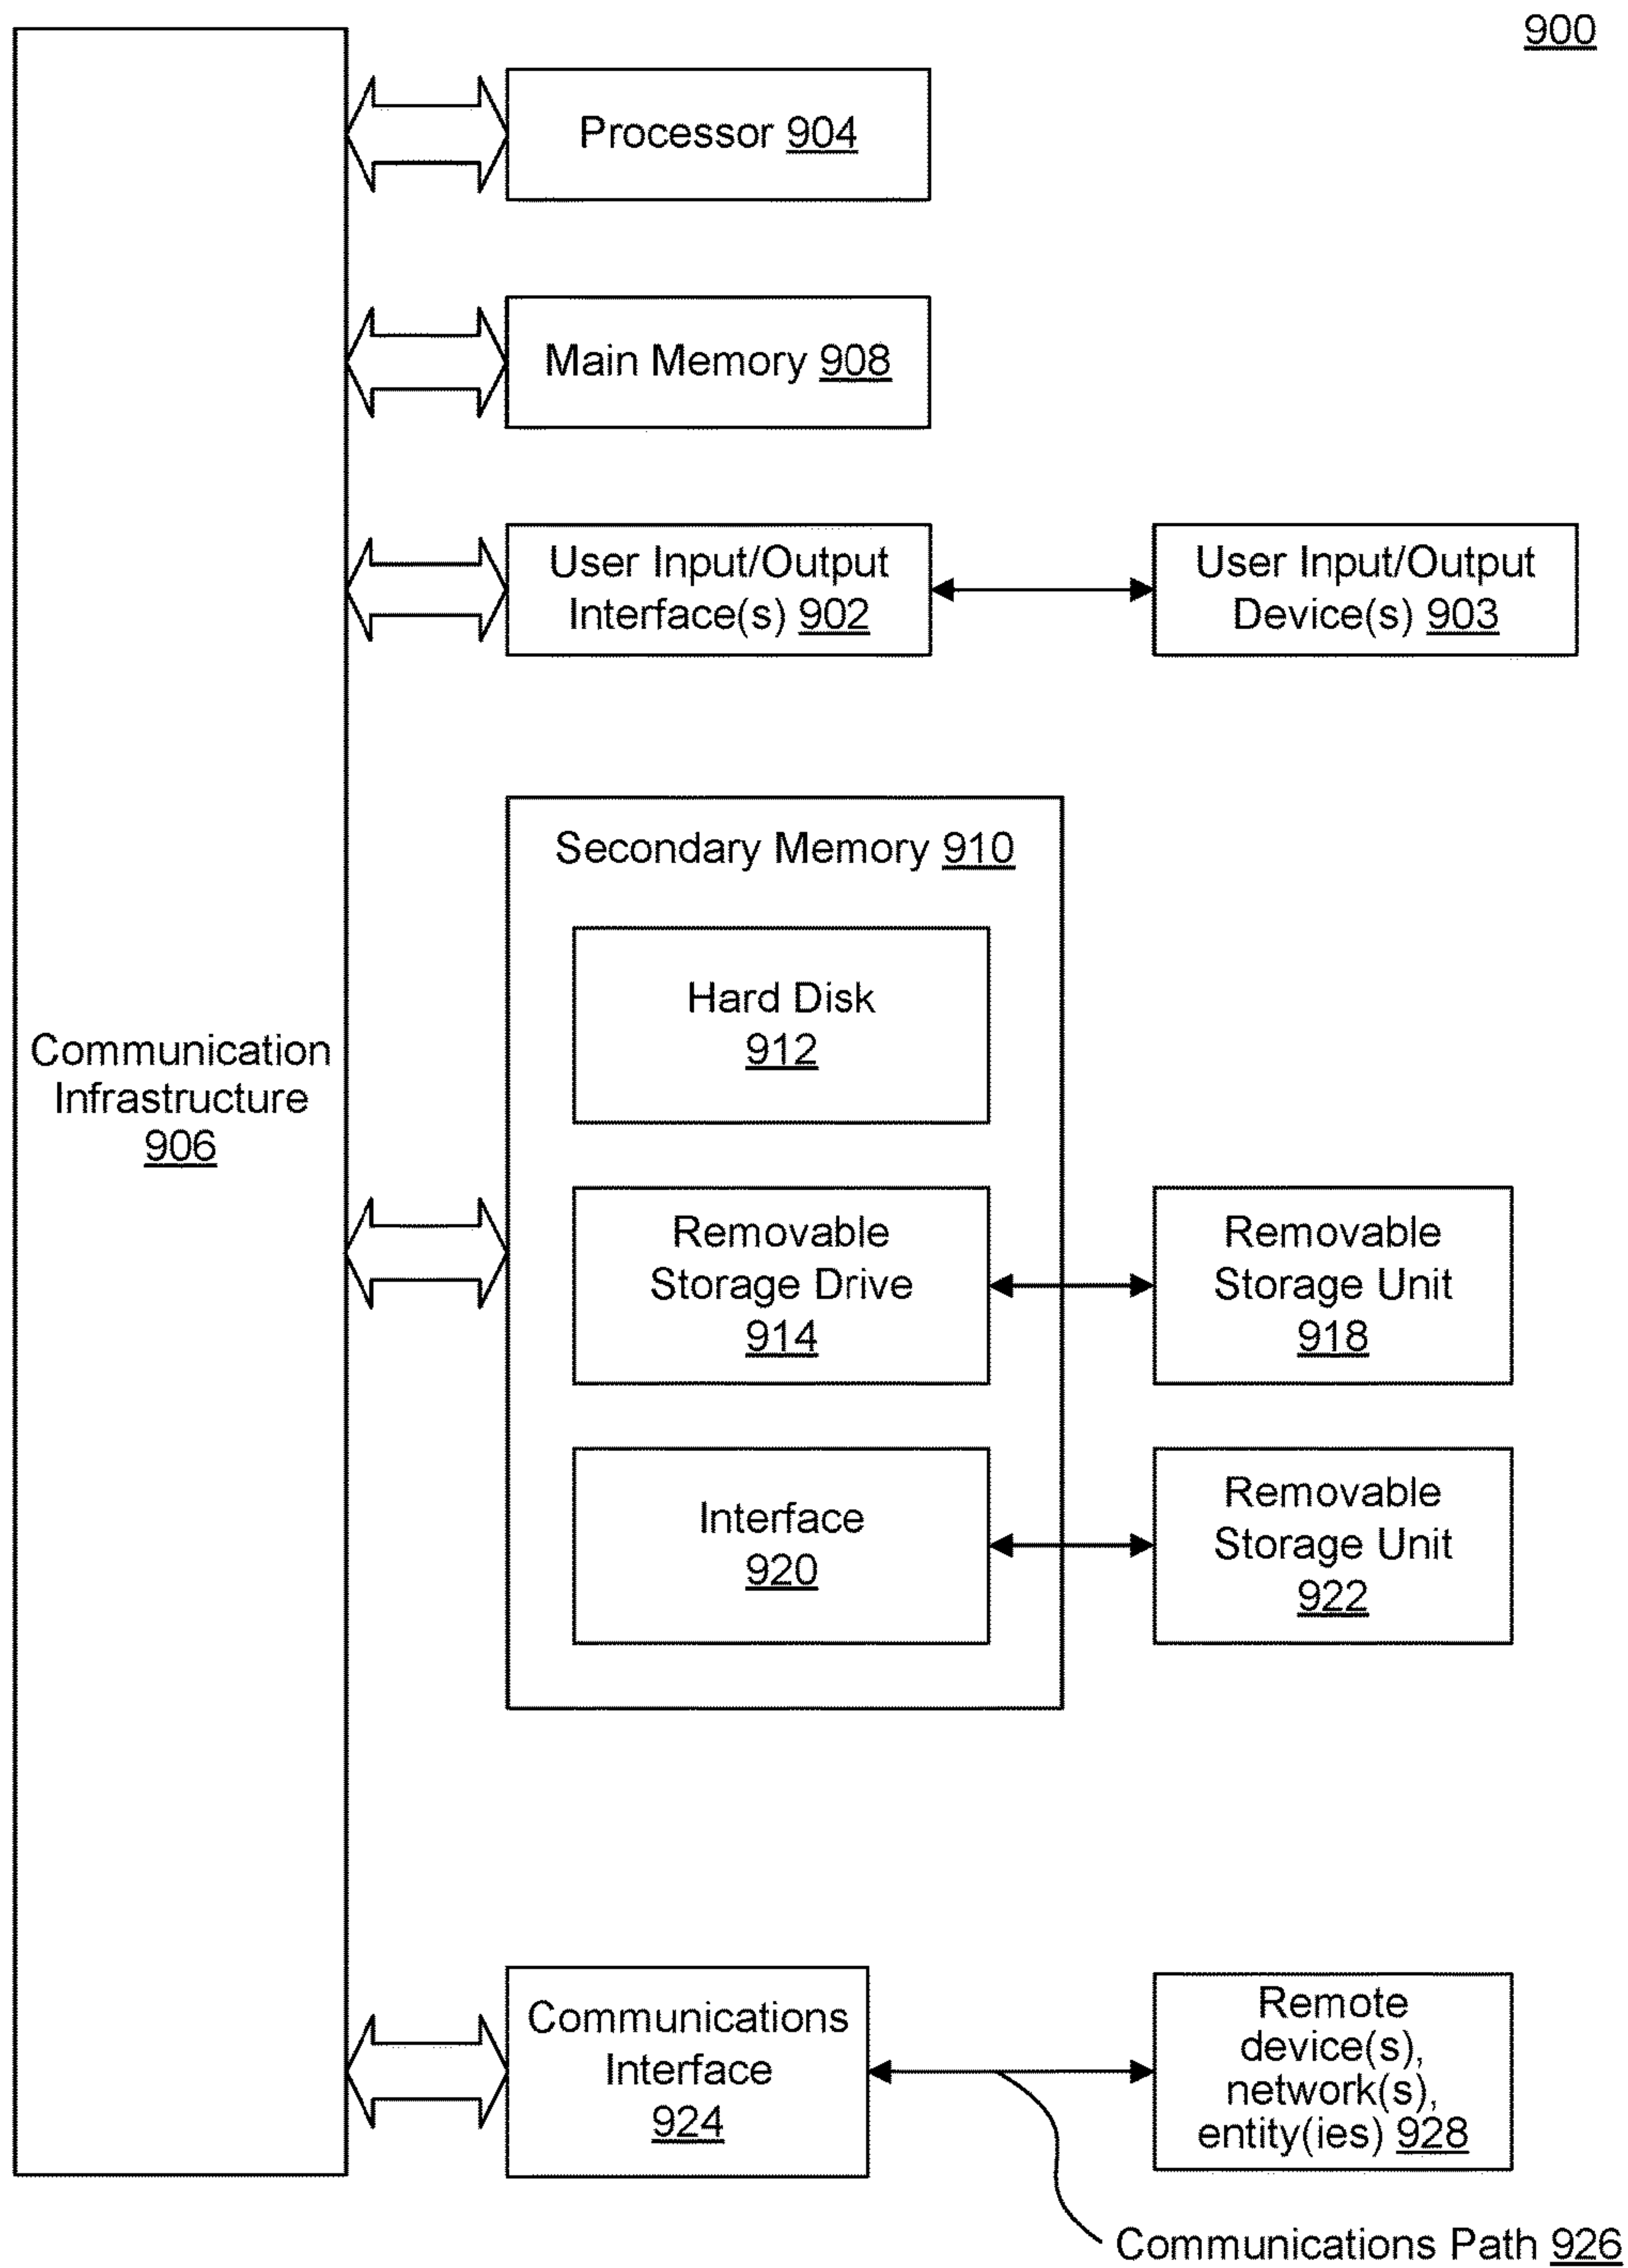 900
Processor 904
Main Memory 908
User Input/Output
Interface(s) 902
User Input/Output
Device(s) 903
Secondary Memory 910
Hard Disk
912
Communication
Infrastructure
906
Removable
Storage Drive
914
Removable
Storage Unit
918
Interface
920
Removable
Storage Unit
922
Communications
Interface
924
Remote
device(s),
network(s),
entity(ies) 928
Communications Path 926